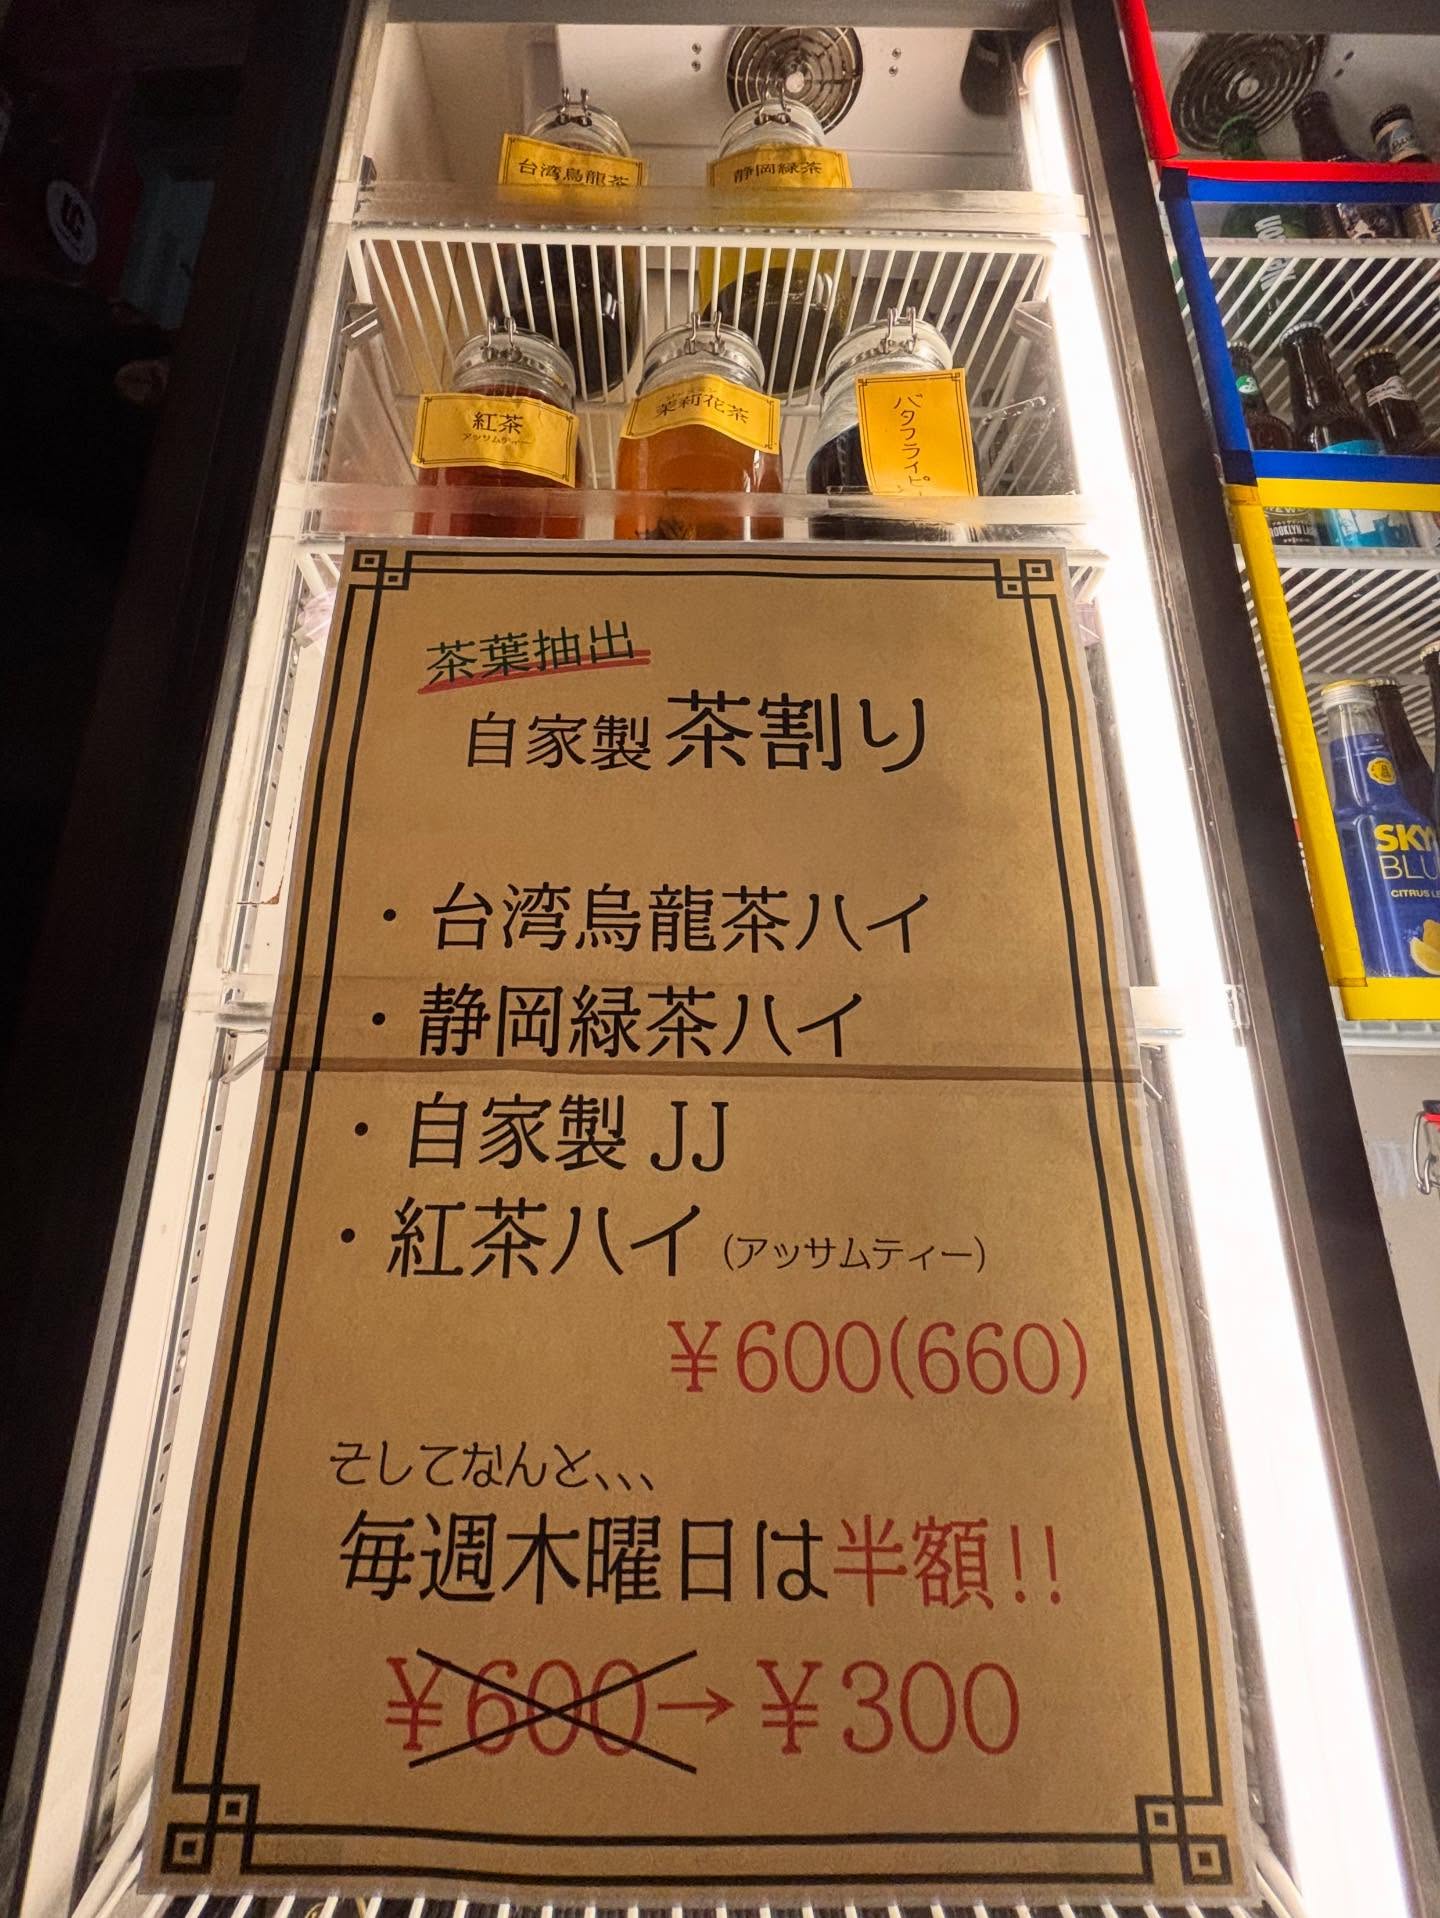 台湾烏龍茶
静岡緑茶
紅茶
アッサムティー
茉莉花茶
バタフライピー
茶葉抽出
自家製 茶割り
・台湾烏龍茶ハイ
・静岡緑茶ハイ
・自家製 JJ
・紅茶ハイ (アッサムティー)
￥600(660)
そしてなんと、、、
毎週木曜日は半額!!
￥600→￥300
SKYY
BLUE
CITRUS